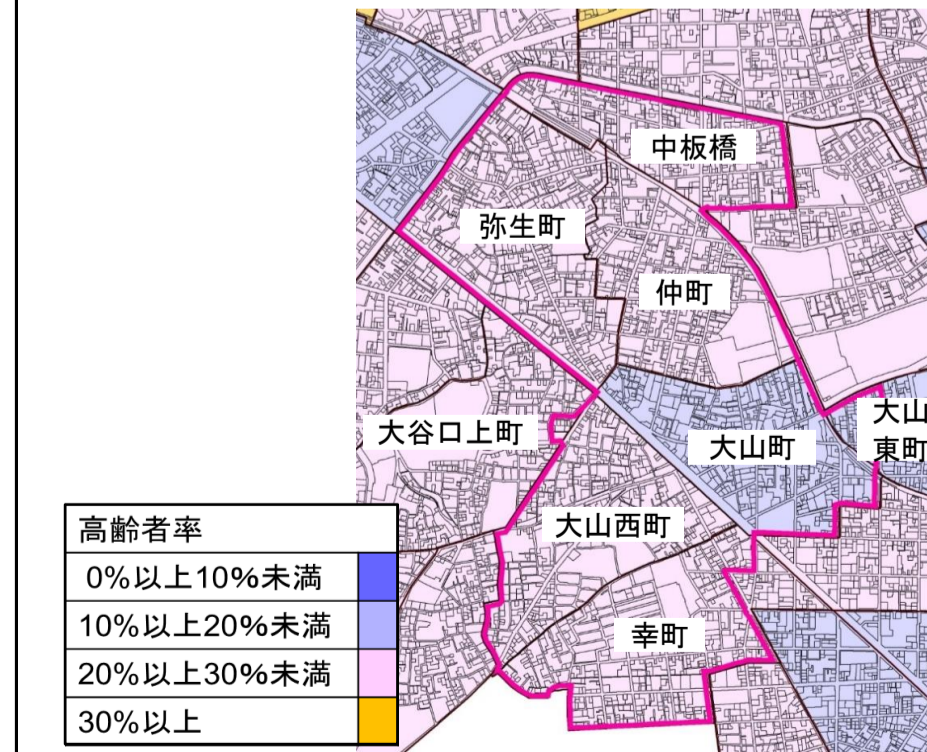 中板橋
弥生町
仲町
大山
東町
大谷口上町
大山町
大山西町
幸町
高齢者率
0%以上10%未満
10%以上20%未満
20%以上30%未満
30%以上